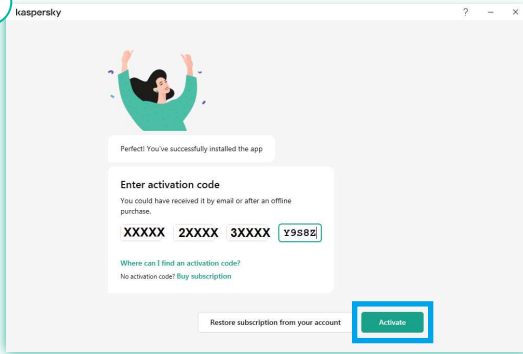 kaspersky
? – ×
Perfect! You've successfully installed the app
Enter activation code
You could have received it by email or after an offline
purchase.
XXXXX 2XXXX 3XXXX Y9S8Z
Where can I find an activation code?
No activation code? Buy subscription
Restore subscription from your account Activate